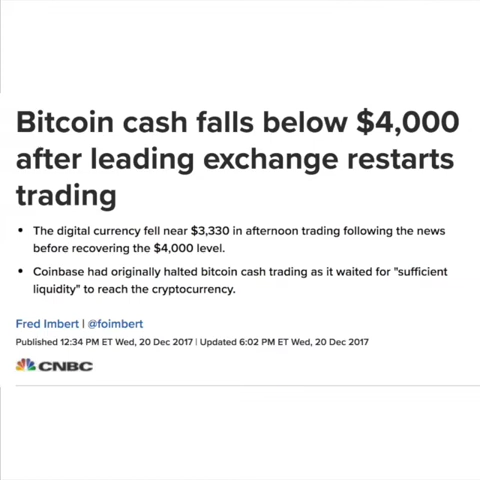 Bitcoin cash falls below $4,000
after leading exchange restarts
trading
• The digital currency fell near $3,330 in afternoon trading following the news
before recovering the $4,000 level.
• Coinbase had originally halted bitcoin cash trading as it waited for "sufficient
liquidity" to reach the cryptocurrency.
Fred Imbert | @foimbert
Published 12:34 PM ET Wed, 20 Dec 2017 | Updated 6:02 PM ET Wed, 20 Dec 2017
CNBC